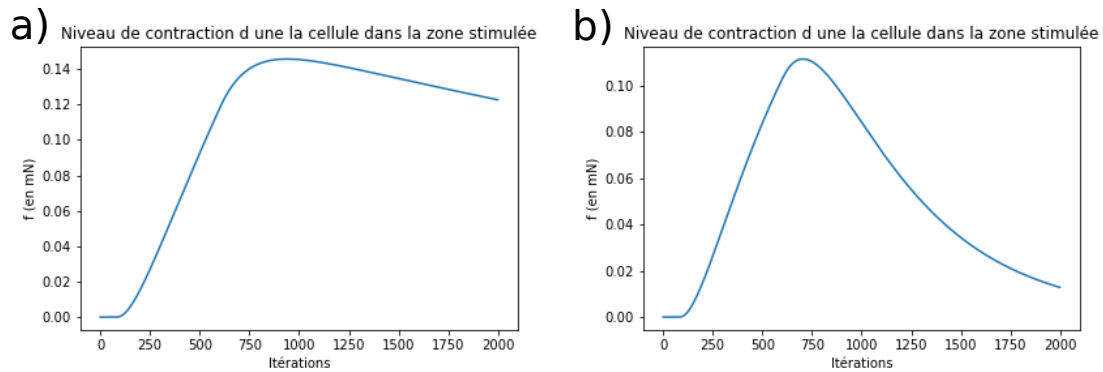 a)
Niveau de contraction d une la cellule dans la zone stimulée
0.14
0.12
0.10
0.08
0.06
0.04
0.02
0.00
f (en mN)
0 250 500 750 1000 1250 1500 1750 2000
Itérations
b)
Niveau de contraction d une la cellule dans la zone stimulée
0.10
0.08
0.06
0.04
0.02
0.00
f (en mN)
0 250 500 750 1000 1250 1500 1750 2000
Itérations